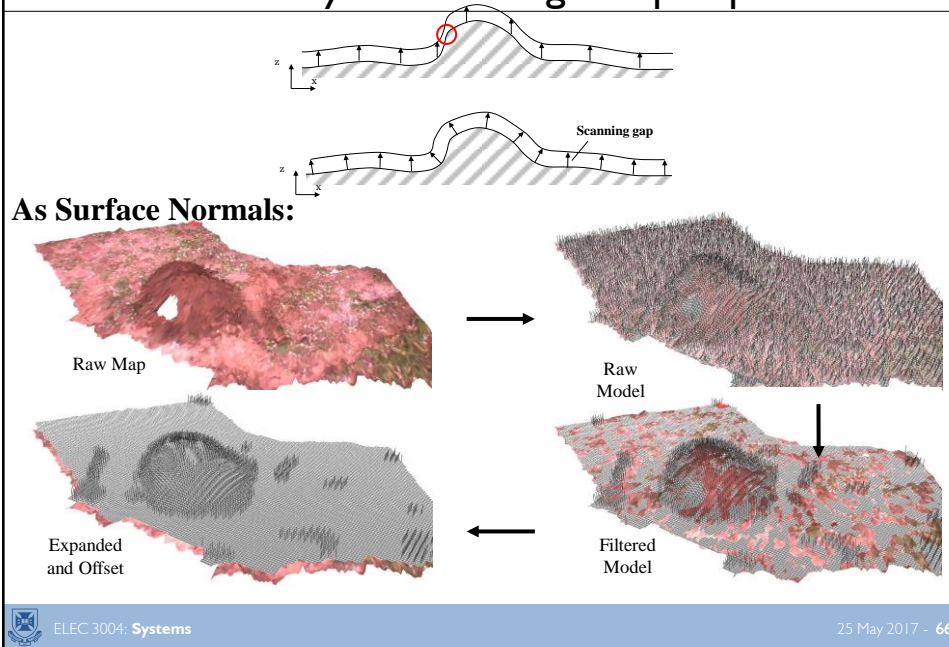 z
x
Scanning gap
z
x
As Surface Normals:
Raw Map
Raw
Model
Expanded
and Offset
Filtered
Model
ELEC 3004: Systems
25 May 2017 - 66